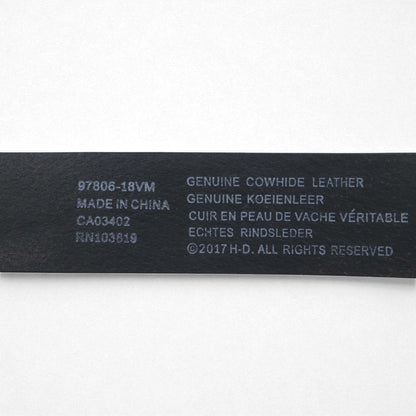 97806-18VM
MADE IN CHINA
CA03402
RN103819
GENUINE COWHIDE LEATHER
GENUINE KOEIENLEER
CUIR EN PEAU DE VACHE VÉRITABLE
ECHTES RINDSLEDER
©2017 H-D. ALL RIGHTS RESERVED